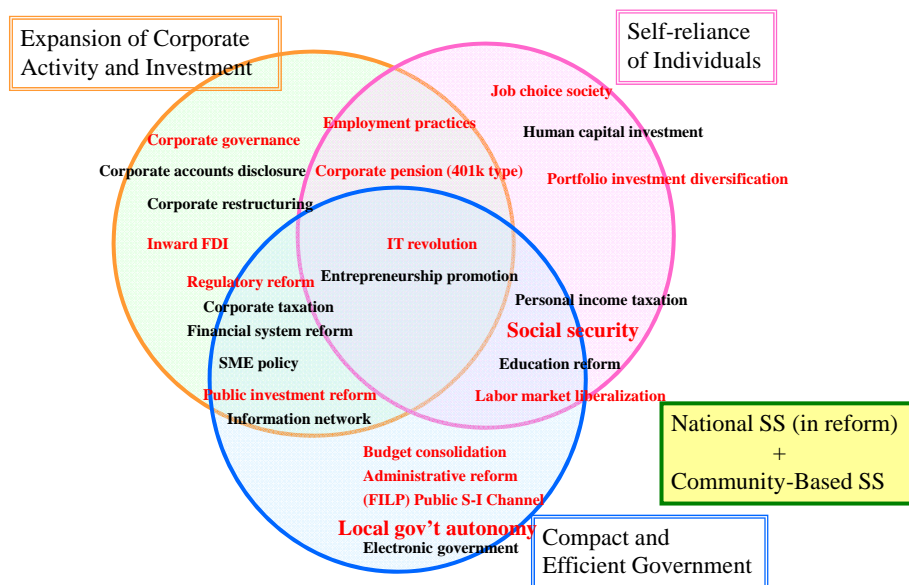 Expansion of Corporate
Activity and Investment
Self-reliance
of Individuals
Job choice society
Employment practices
Human capital investment
Corporate governance
Corporate accounts disclosure
Corporate pension (401k type)
Portfolio investment diversification
Corporate restructuring
Inward FDI
IT revolution
Regulatory reform
Entrepreneurship promotion
Corporate taxation
Personal income taxation
Financial system reform
Social security
SME policy
Education reform
Public investment reform
Labor market liberalization
Information network
National SS (in reform)
+
Community-Based SS
Budget consolidation
Administrative reform
(FILP) Public S-I Channel
Local gov't autonomy
Electronic government
Compact and
Efficient Government